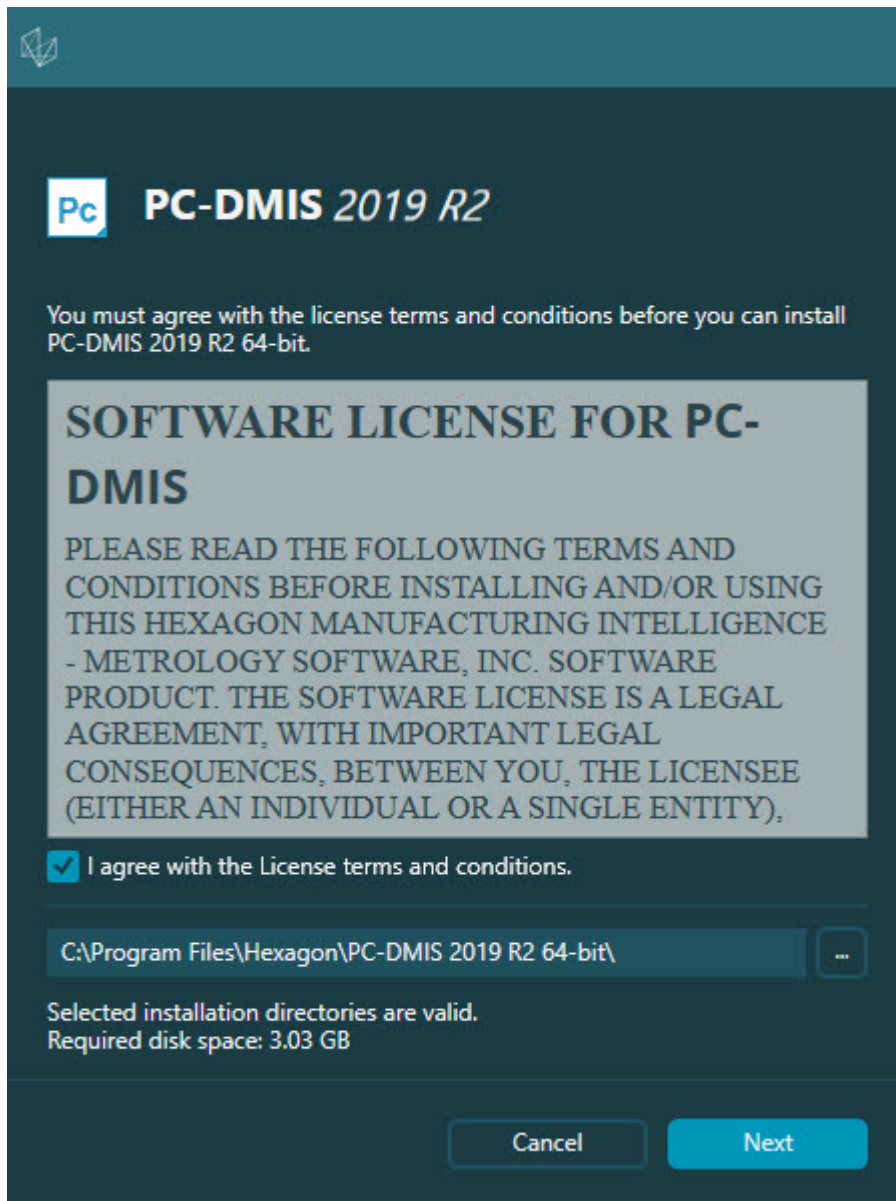 Pc PC-DMIS 2019 R2
You must agree with the license terms and conditions before you can install
PC-DMIS 2019 R2 64-bit.
SOFTWARE LICENSE FOR PC-
DMIS
PLEASE READ THE FOLLOWING TERMS AND
CONDITIONS BEFORE INSTALLING AND/OR USING
THIS HEXAGON MANUFACTURING INTELLIGENCE
- METROLOGY SOFTWARE, INC. SOFTWARE
PRODUCT. THE SOFTWARE LICENSE IS A LEGAL
AGREEMENT, WITH IMPORTANT LEGAL
CONSEQUENCES, BETWEEN YOU, THE LICENSEE
(EITHER AN INDIVIDUAL OR A SINGLE ENTITY),
I agree with the License terms and conditions.
C:\Program Files\Hexagon\PC-DMIS 2019 R2 64-bit\ ...
Selected installation directories are valid.
Required disk space: 3.03 GB
Cancel Next